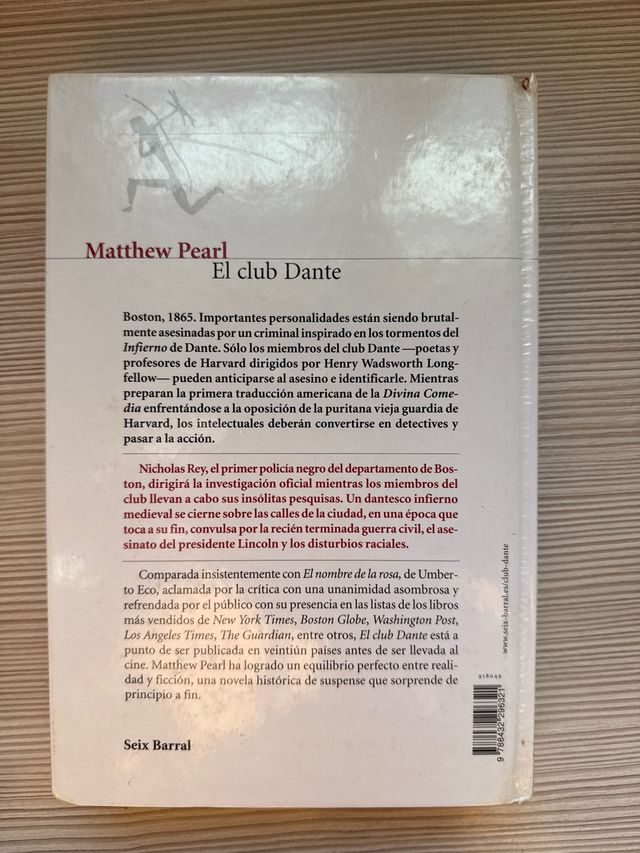 Matthew Pearl
El club Dante
Boston, 1865. Importantes personalidades están siendo brutal-
mente asesinadas por un criminal inspirado en los tormentos del
Infierno de Dante. Sólo los miembros del club Dante —poetas y
profesores de Harvard dirigidos por Henry Wadsworth Long-
fellow— pueden anticiparse al asesino e identificarle. Mientras
preparan la primera traducción americana de la Divina Come-
dia enfrentándose a la oposición de la puritana vieja guardia de
Harvard, los intelectuales deberán convertirse en detectives y
pasar a la acción.
Nicholas Rey, el primer policía negro del departamento de Bos-
ton, dirigirá la investigación oficial mientras los miembros del
club llevan a cabo sus insólitas pesquisas. Un dantesco infierno
medieval se cierne sobre las calles de la ciudad, en una época que
toca a su fin, convulsa por la recién terminada guerra civil, el ase-
sinato del presidente Lincoln y los disturbios raciales.
Comparada insistentemente con El nombre de la rosa, de Umber-
to Eco, aclamada por la crítica con una unanimidad asombrosa y
refrendada por el público con su presencia en las listas de los libros
más vendidos de New York Times, Boston Globe, Washington Post,
Los Angeles Times, The Guardian, entre otros, El club Dante está a
punto de ser publicada en veintiún países antes de ser llevada al
cine. Matthew Pearl ha logrado un equilibrio perfecto entre reali-
dad y ficción, una novela histórica de suspense que sorprende de
principio a fin.
Seix Barral
www.seix-barral.es/club-dante
918049
9 788432 296321